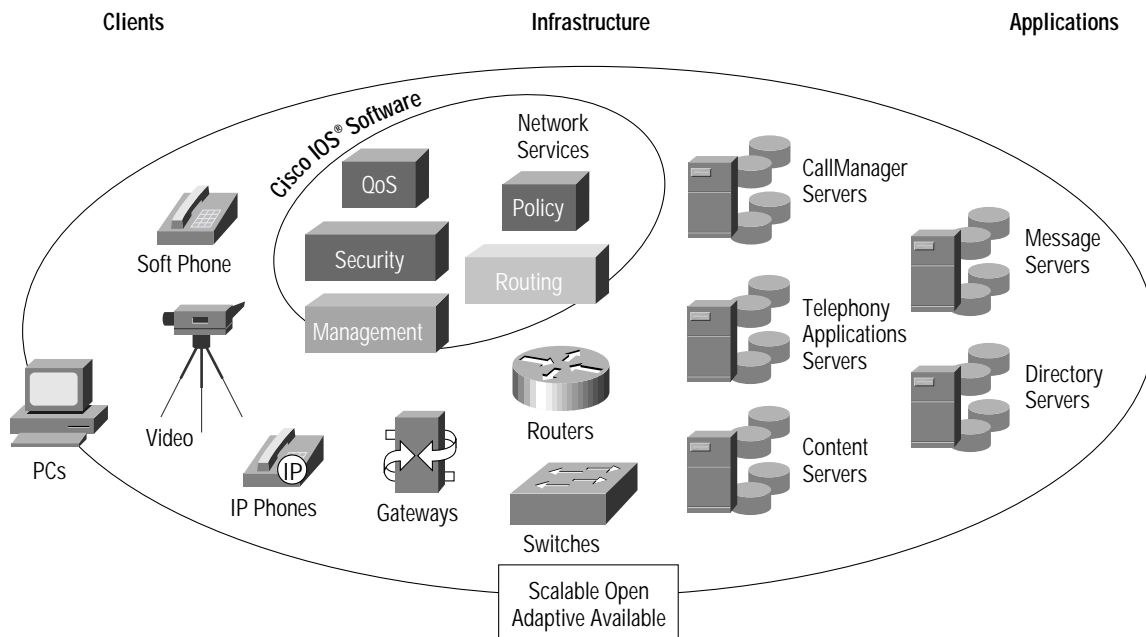 Clients
Infrastructure
Applications
Cisco IOS® Software
Network
Services
QoS
Policy
Security
Routing
Management
CallManager
Servers
Soft Phone
Message
Servers
Telephony
Applications
Servers
Directory
Servers
Video
PCs
IP
IP Phones
Gateways
Routers
Switches
Content
Servers
Scalable Open
Adaptive Available